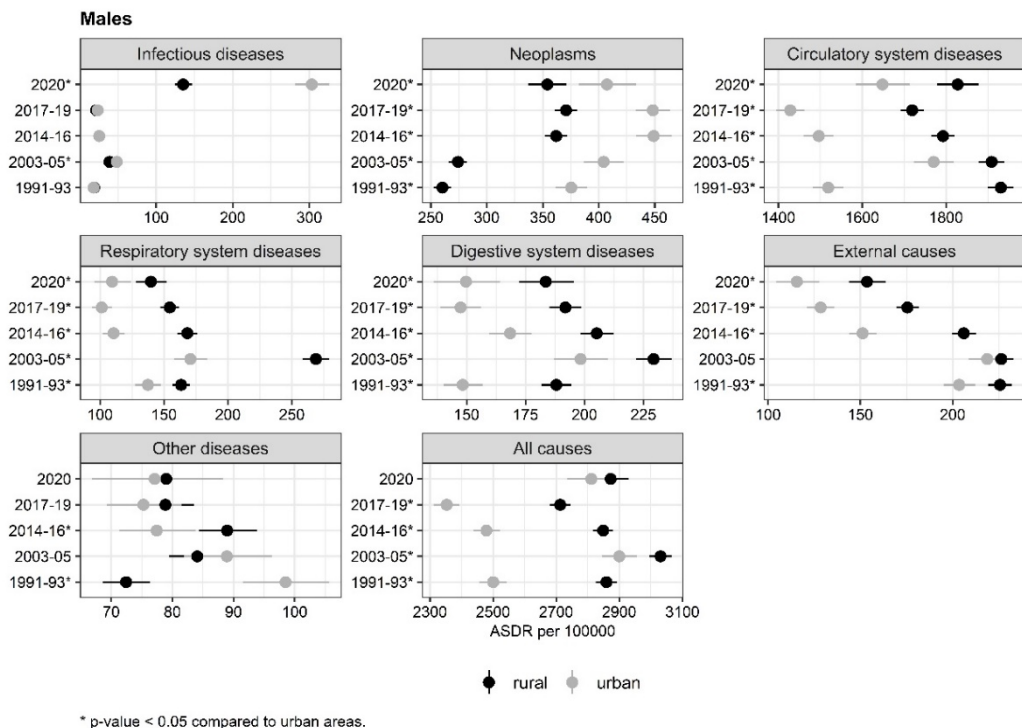 Males
Infectious diseases
2020*
2017-19
2014-16
2003-05*
1991-93
100 200 300
Neoplasms
2020*
2017-19*
2014-16*
2003-05*
1991-93*
250 300 350 400 450
Circulatory system diseases
2020*
2017-19*
2014-16*
2003-05*
1991-93*
1400 1600 1800
Respiratory system diseases
2020*
2017-19*
2014-16*
2003-05*
1991-93*
100 150 200 250
Digestive system diseases
2020*
2017-19*
2014-16*
2003-05*
1991-93*
150 175 200 225
External causes
2020*
2017-19*
2014-16*
2003-05
1991-93*
100 150 200
Other diseases
2020
2017-19
2014-16*
2003-05
1991-93*
70 80 90 100
All causes
2020
2017-19*
2014-16*
2003-05*
1991-93*
2300 2500 2700 2900 3100
ASDR per 100000
rural urban
* p-value < 0.05 compared to urban areas.